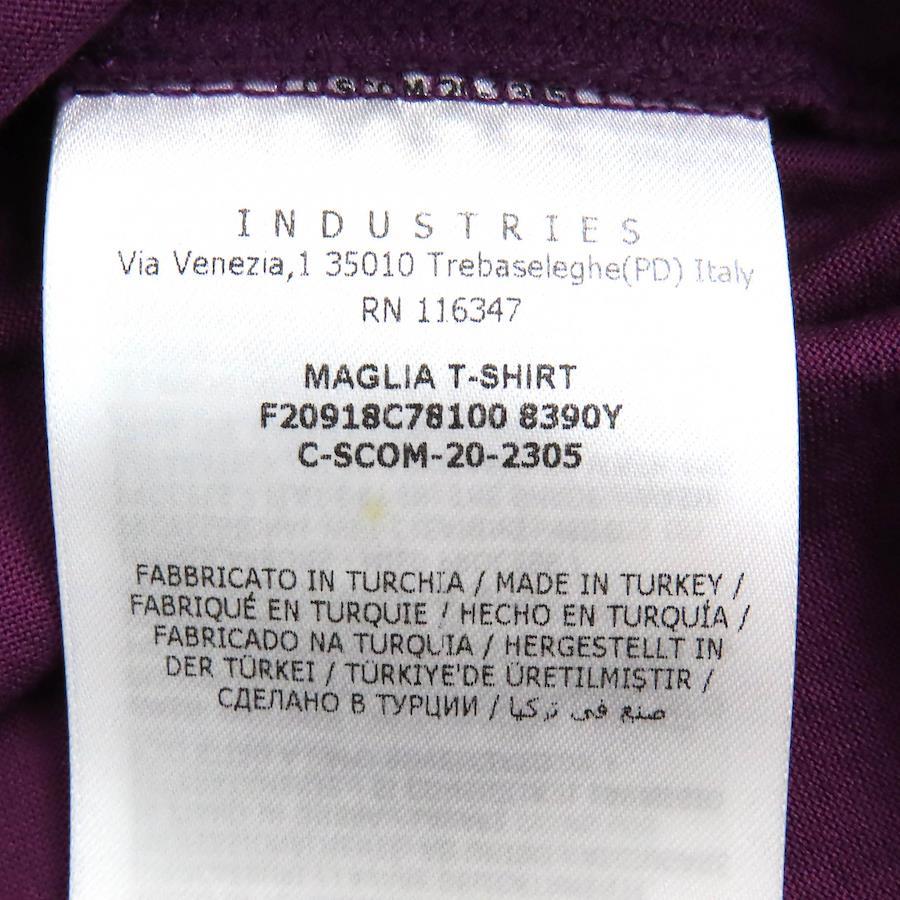 I N D U S T R I E S
Via Venezia,1 35010 Trebaseleghe(PD) Italy
RN 116347
MAGLIA T-SHIRT
F20918C78100 8390Y
C-SCOM-20-2305
FABBRICATO IN TURCHIA / MADE IN TURKEY /
FABRIQUÉ EN TURQUIE / HECHO EN TURQUÍA /
FABRICADO NA TURQUIA / HERGESTELLT IN
DER TÜRKEI / TÜRKIYE'DE ÜRETILMIŞTIR /
СДЕЛАНО В ТУРЦИИ / صنع في تركيا